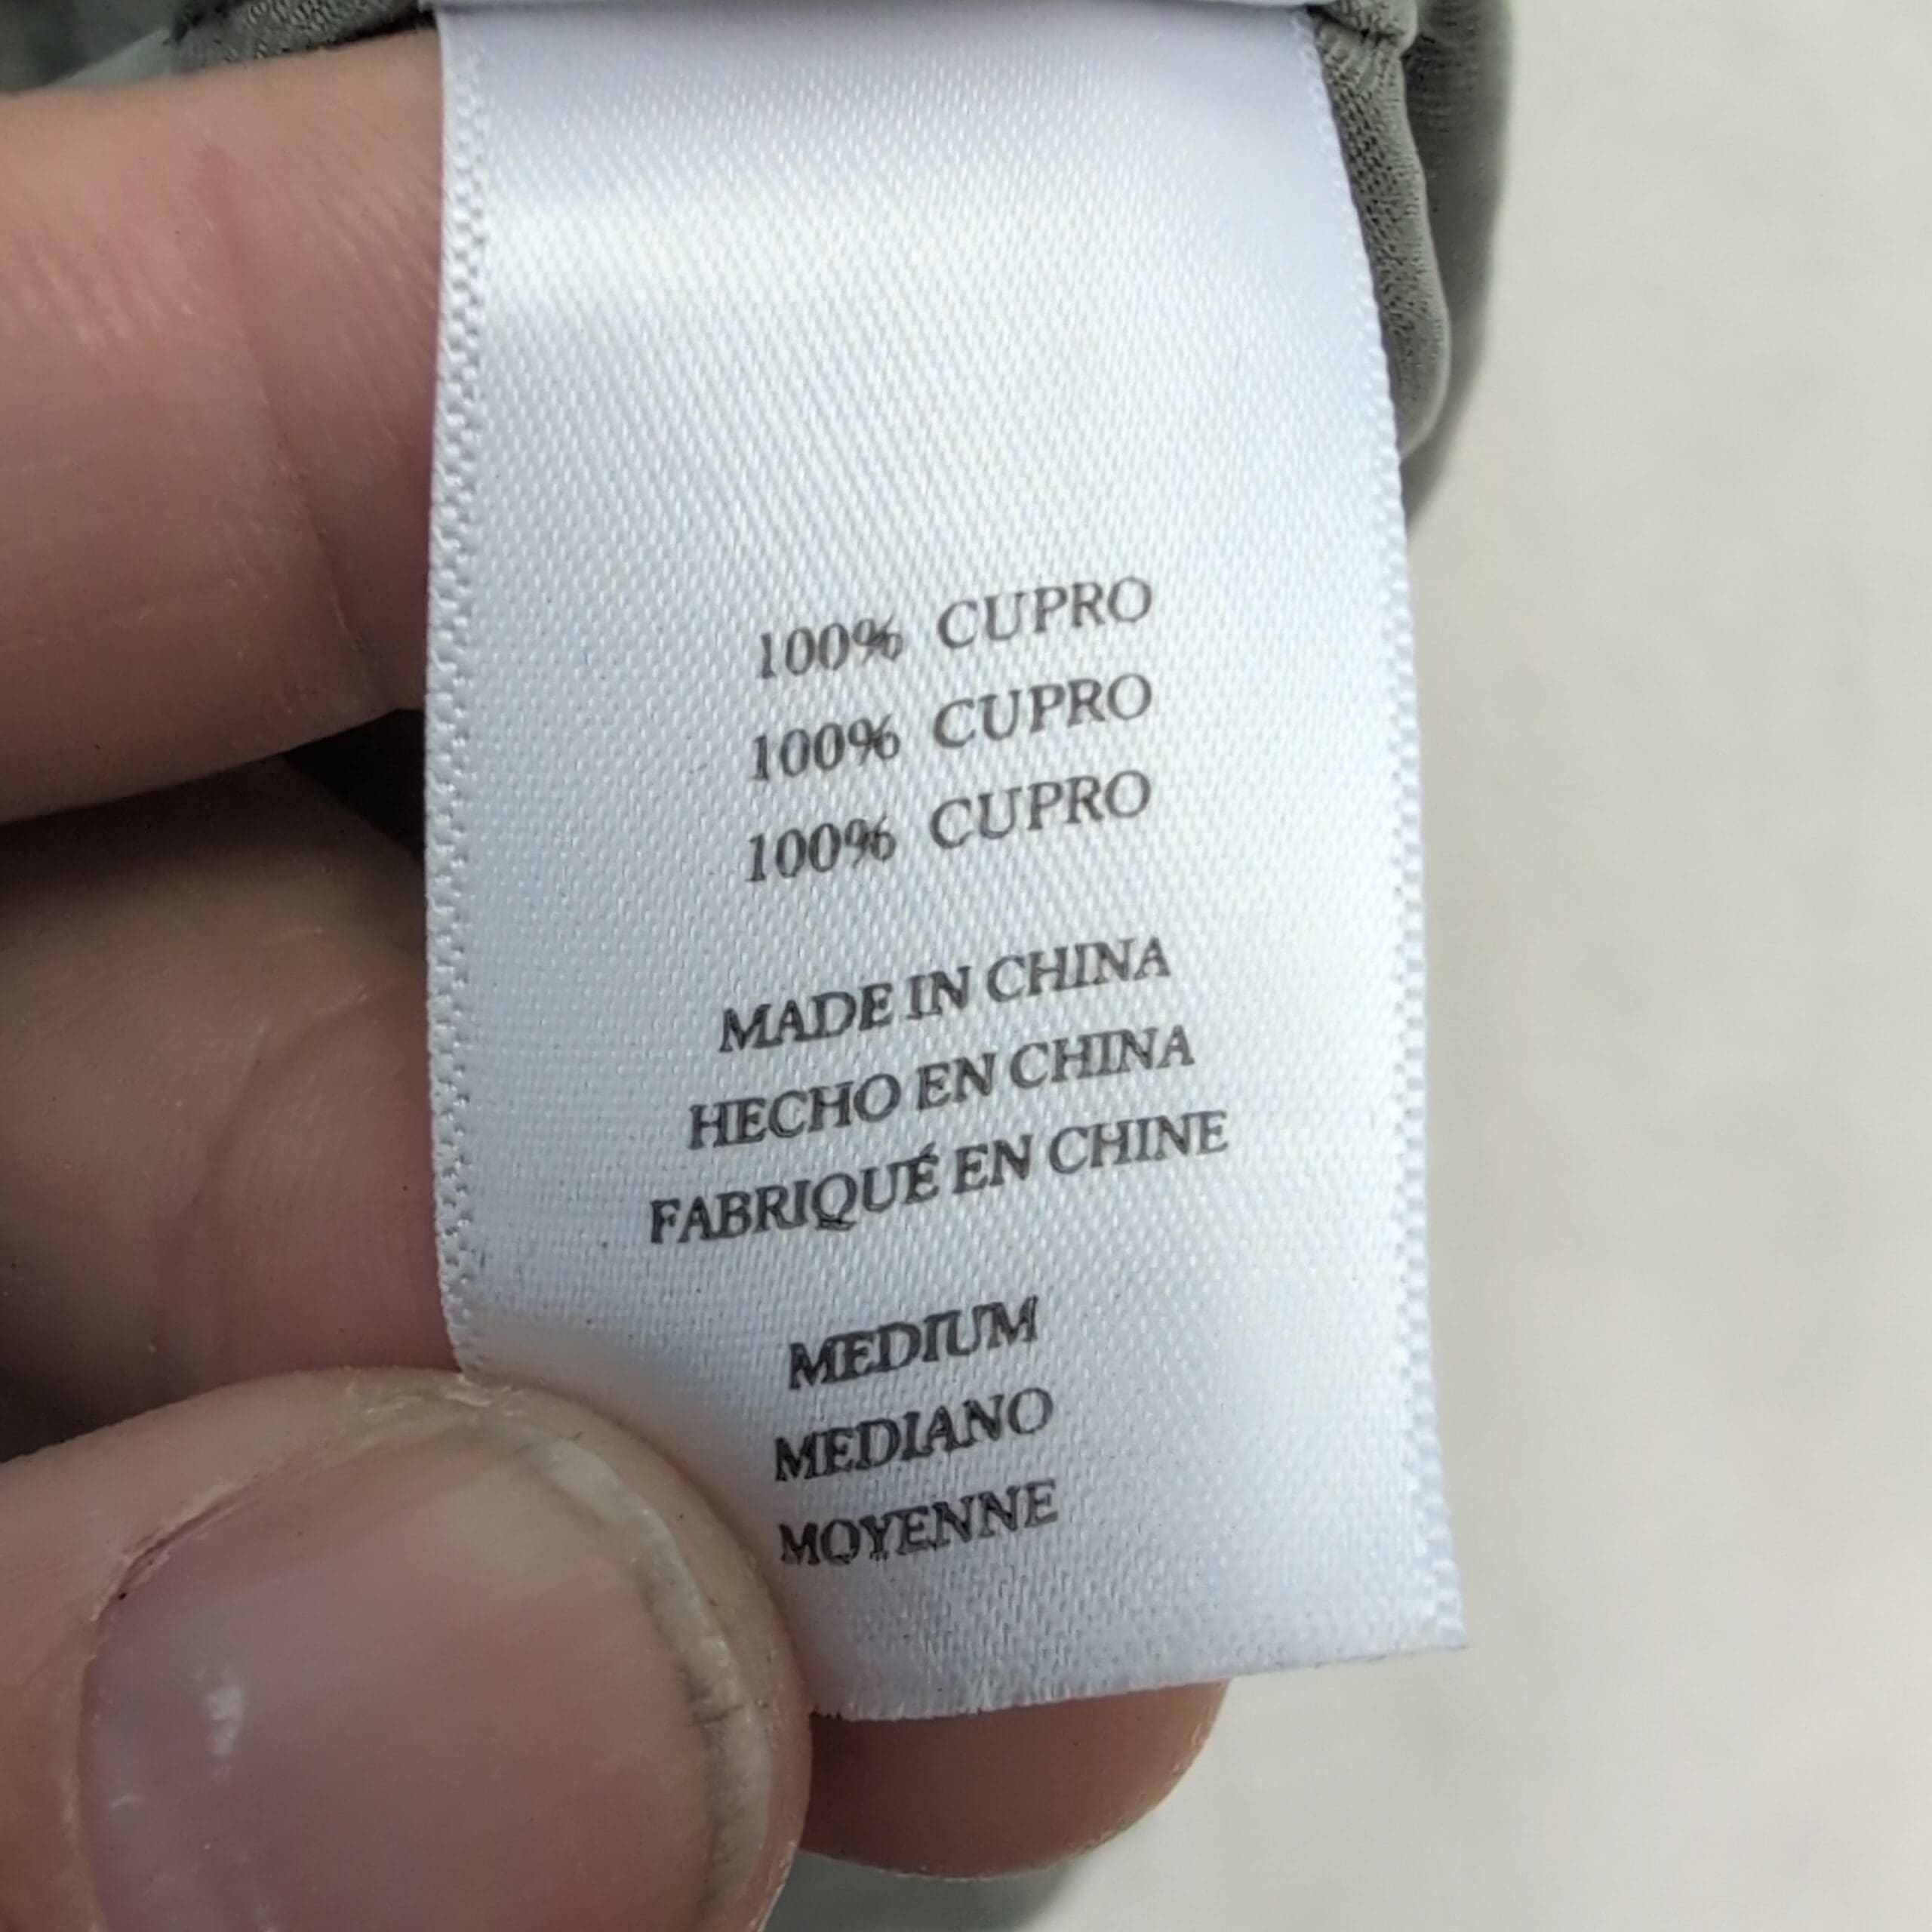 100% CUPRO
100% CUPRO
100% CUPRO
MADE IN CHINA
HECHO EN CHINA
FABRIQUÉ EN CHINE
MEDIUM
MEDIANO
MOYENNE